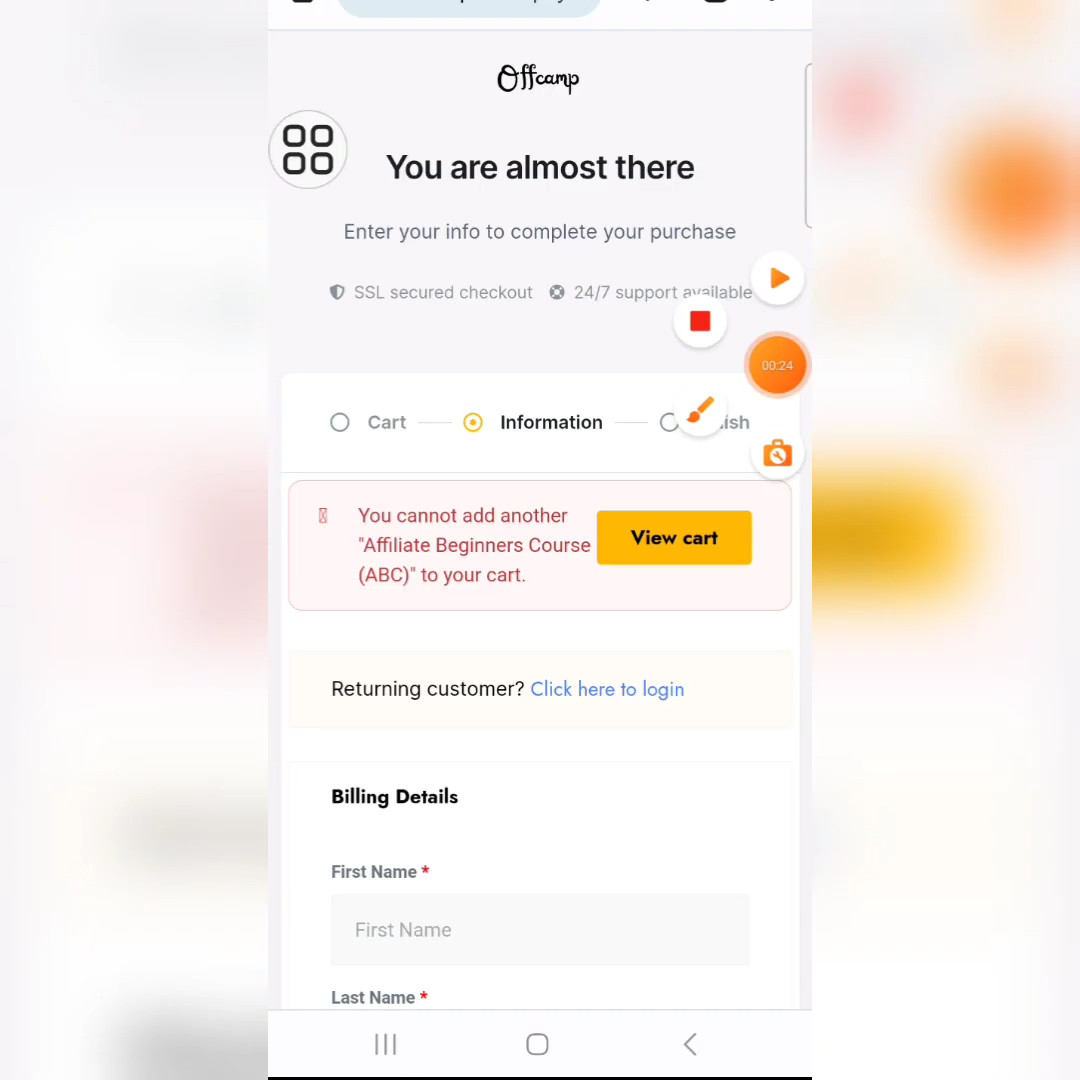 Offcamp
You are almost there
Enter your info to complete your purchase
SSL secured checkout 24/7 support available
00:24
Cart Information
You cannot add another
"Affiliate Beginners Course
(ABC)" to your cart.
View cart
Returning customer? Click here to login
Billing Details
First Name *
First Name
Last Name *